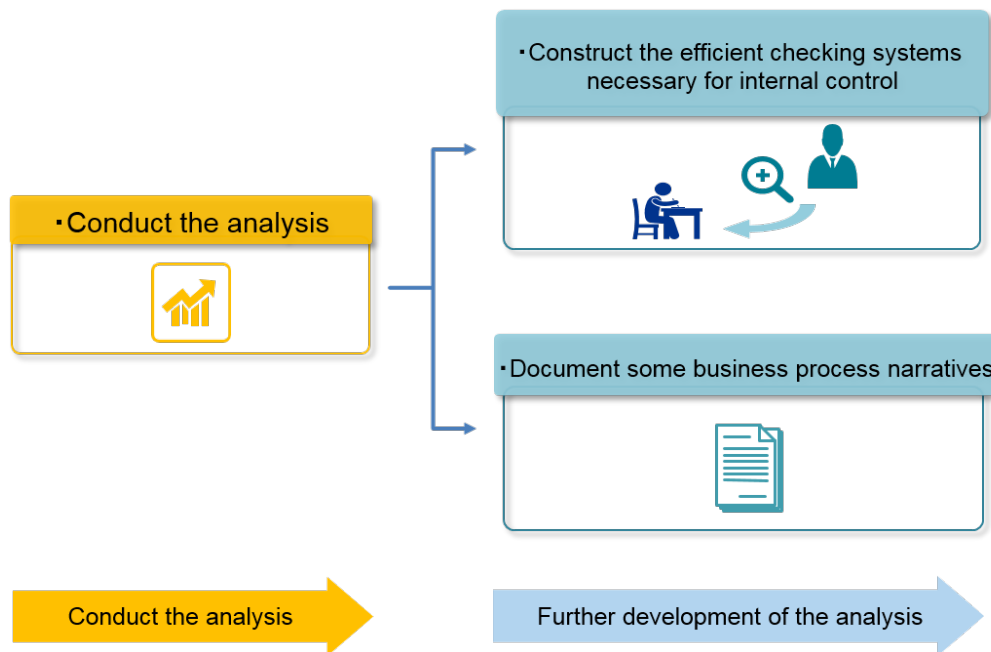 ・Construct the efficient checking systems
necessary for internal control
・Conduct the analysis
・Document some business process narratives
Conduct the analysis
Further development of the analysis